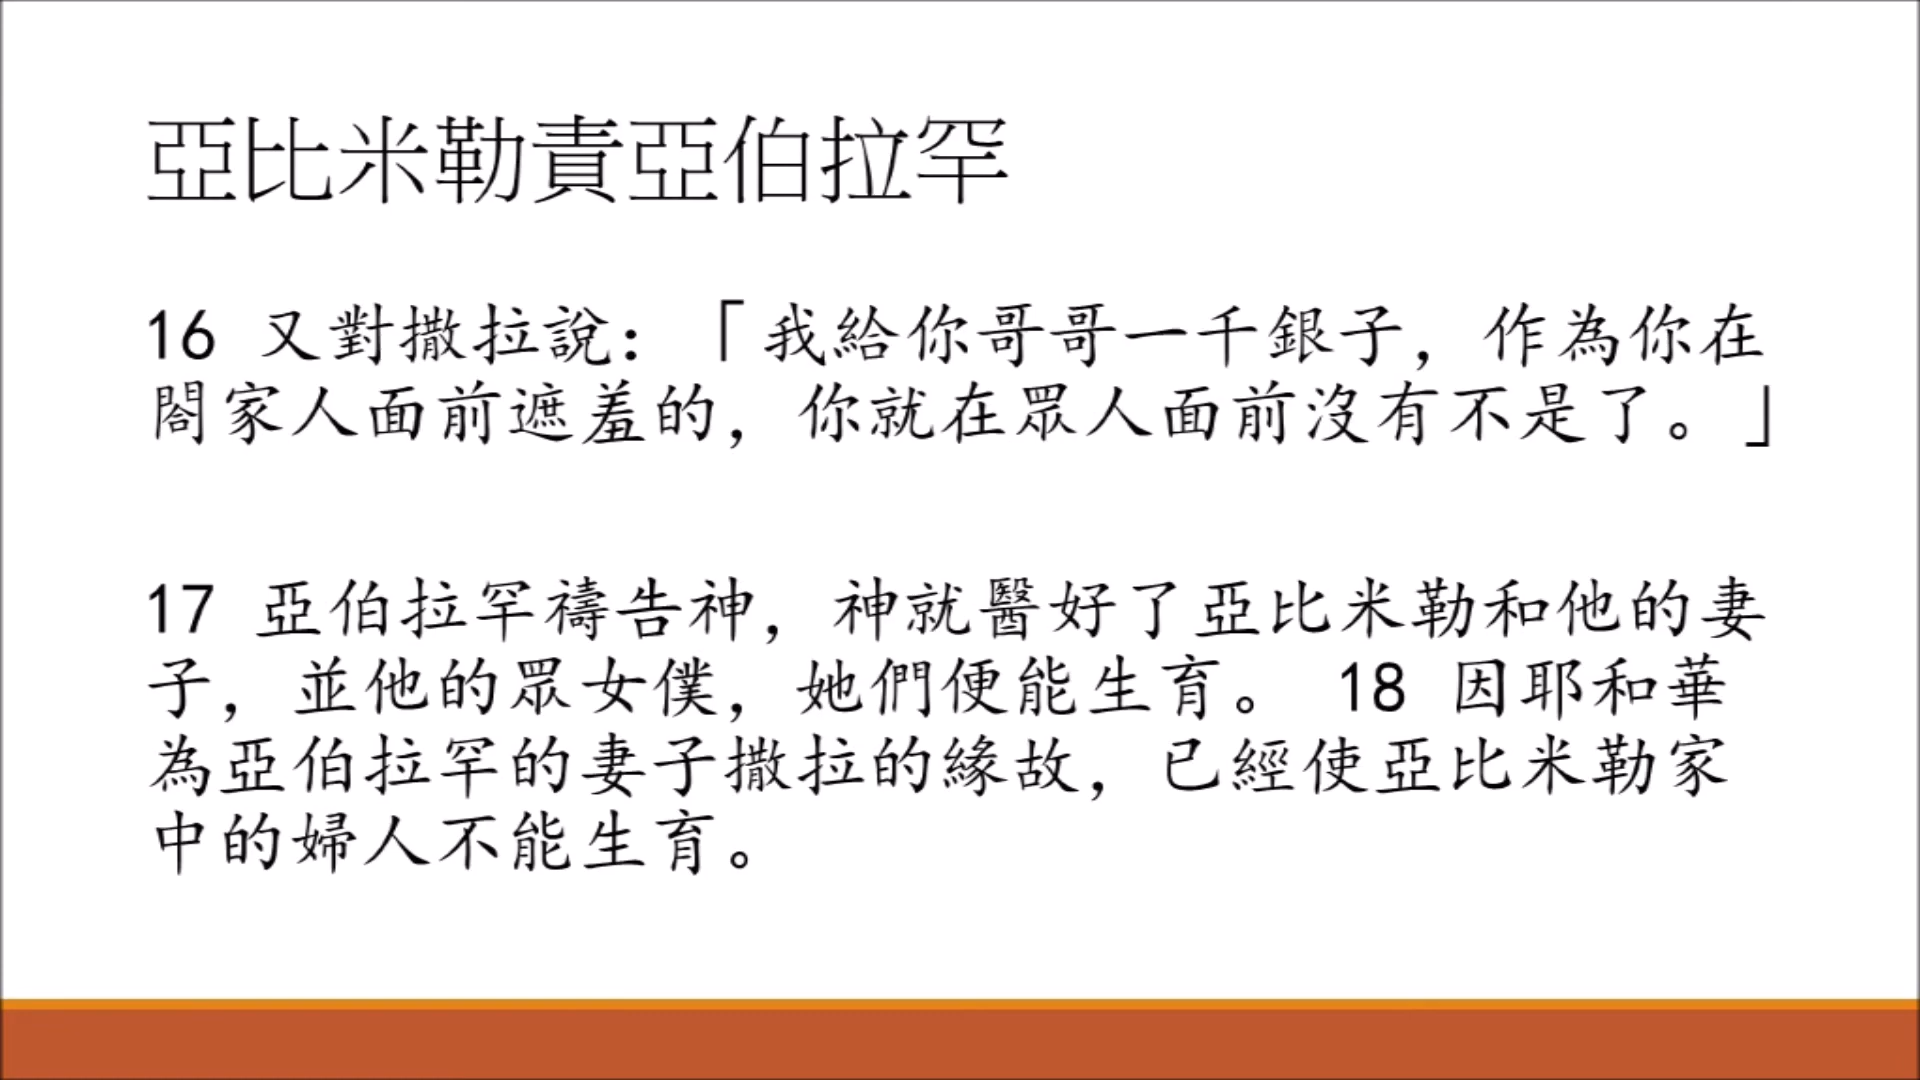 亞比米勒責亞伯拉罕
16 又對撒拉說：「我給你哥哥一千銀子，作為你在
閤家人面前遮羞的，你就在眾人面前沒有不是了。」
17 亞伯拉罕禱告神，神就醫好了亞比米勒和他的妻
子，並他的眾女僕，她們便能生育。 18 因耶和華
為亞伯拉罕的妻子撒拉的緣故，已經使亞比米勒家
中的婦人不能生育。